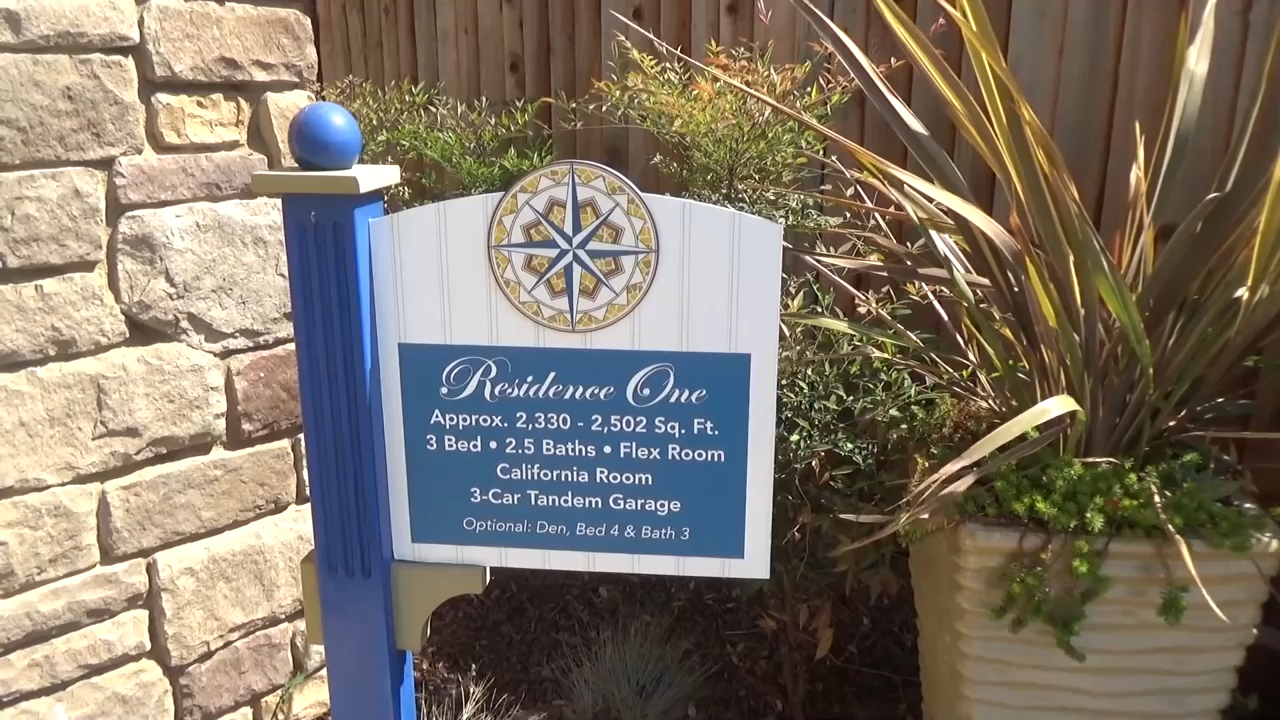 Residence One
Approx. 2,330 - 2,502 Sq. Ft.
3 Bed • 2.5 Baths • Flex Room
California Room
3-Car Tandem Garage
Optional: Den, Bed 4 & Bath 3